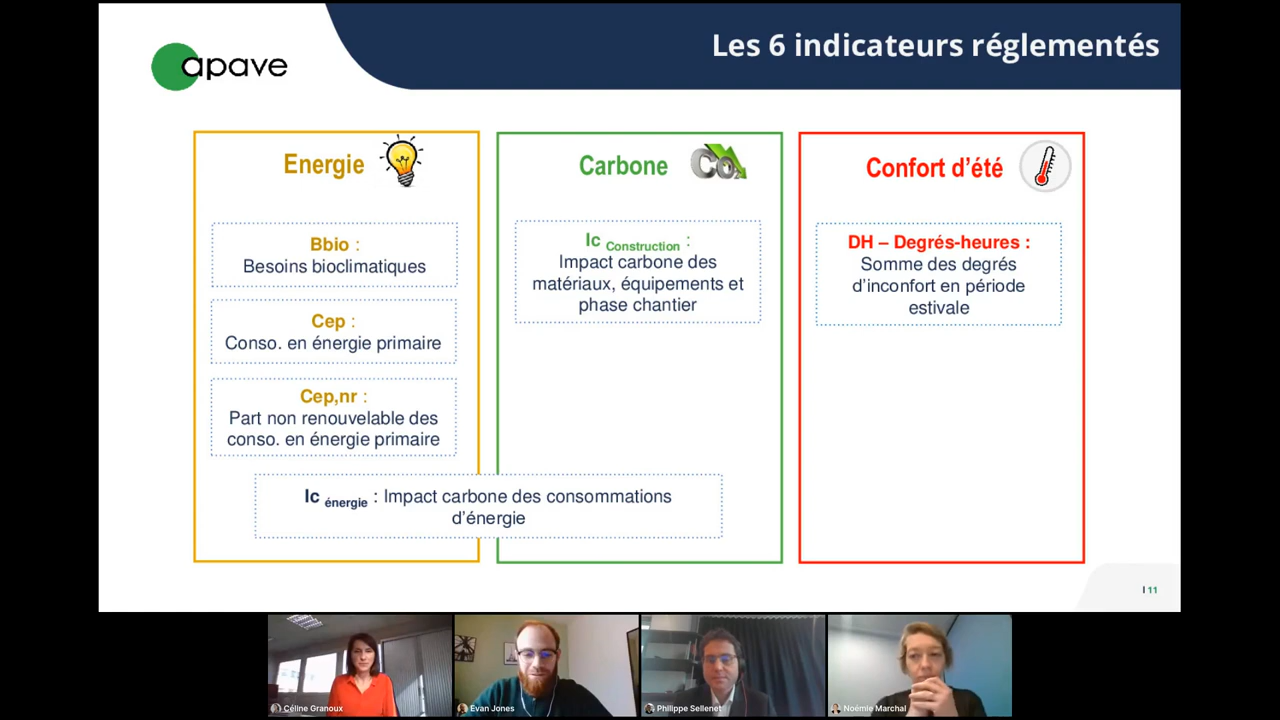 apave
Les 6 indicateurs réglementés
Energie
Bbio :
Besoins bioclimatiques
Cep :
Conso. en énergie primaire
Cep,nr :
Part non renouvelable des
conso. en énergie primaire
Carbone
CO₂
Ic Construction :
Impact carbone des
matériaux, équipements et
phase chantier
Ic énergie : Impact carbone des consommations
d’énergie
Confort d’été
DH – Degrés-heures :
Somme des degrés
d’inconfort en période
estivale
I 11
Céline Granoux
Evan Jones
Philippe Sellenet
Noémie Marchal